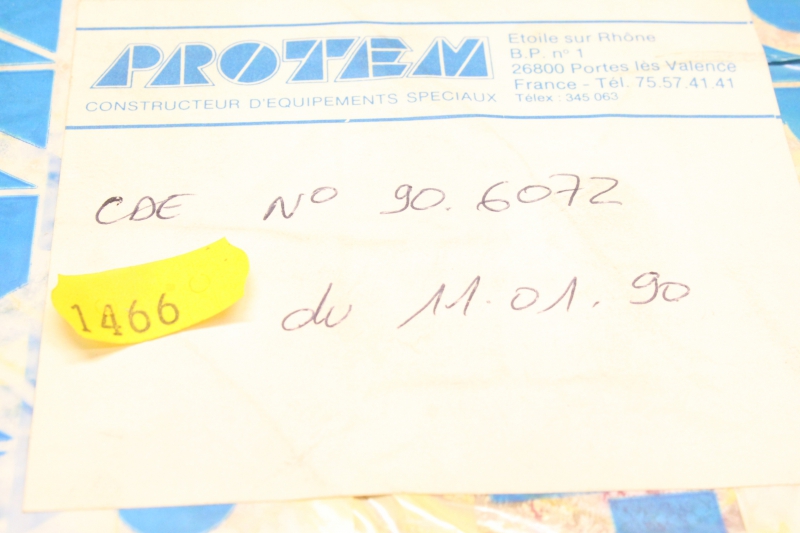 PROTEM
CONSTRUCTEUR D'EQUIPEMENTS SPECIAUX
Etoile sur Rhône
B.P. n° 1
26800 Portes lès Valence
France - Tél. 75.57.41.41
Télex : 345 063
CDE N° 90.6072
du 11.01.90
1466